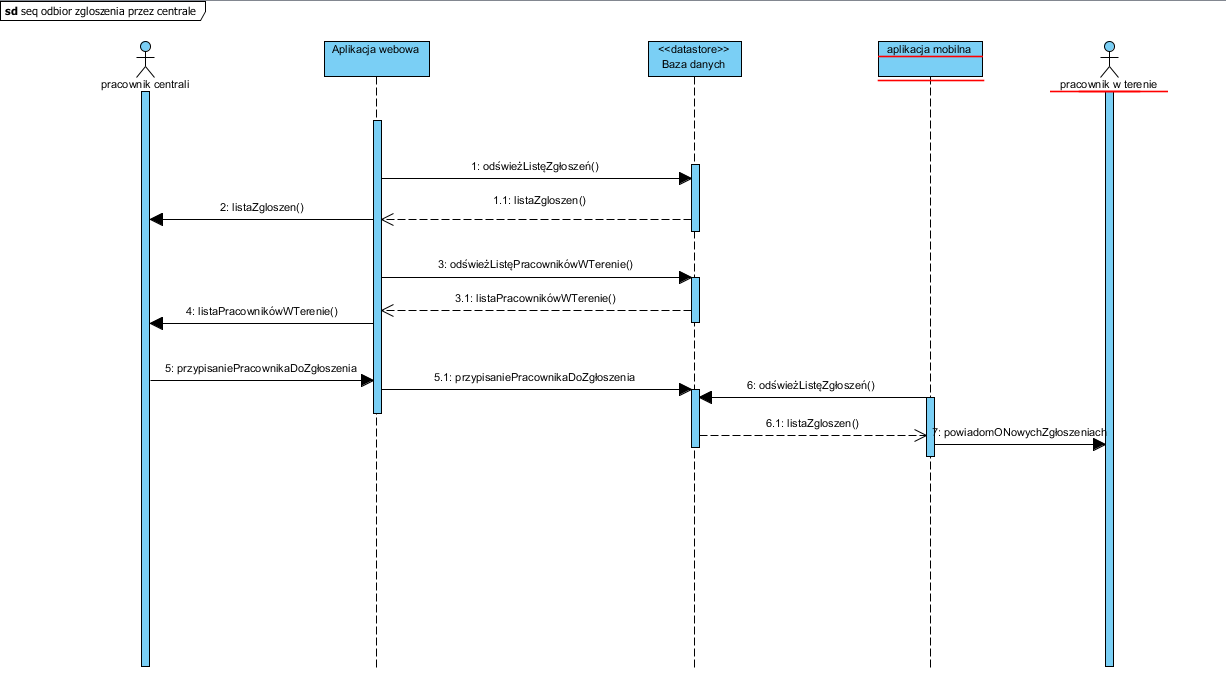 sd seq odbior zgloszenia przez centrale
pracownik centrali
Aplikacja webowa
<<datastore>>
Baza danych
aplikacja mobilna
pracownik w terenie
1: odświeżListęZgłoszeń()
1.1: listaZgloszen()
2: listaZgloszen()
3: odświeżListęPracownikówWTerenie()
3.1: listaPracownikówWTerenie()
4: listaPracownikówWTerenie()
5: przypisaniePracownikaDoZgłoszenia
5.1: przypisaniePracownikaDoZgłoszenia
6: odświeżListęZgłoszeń()
6.1: listaZgloszen()
7: powiadomONowychZgłoszeniach